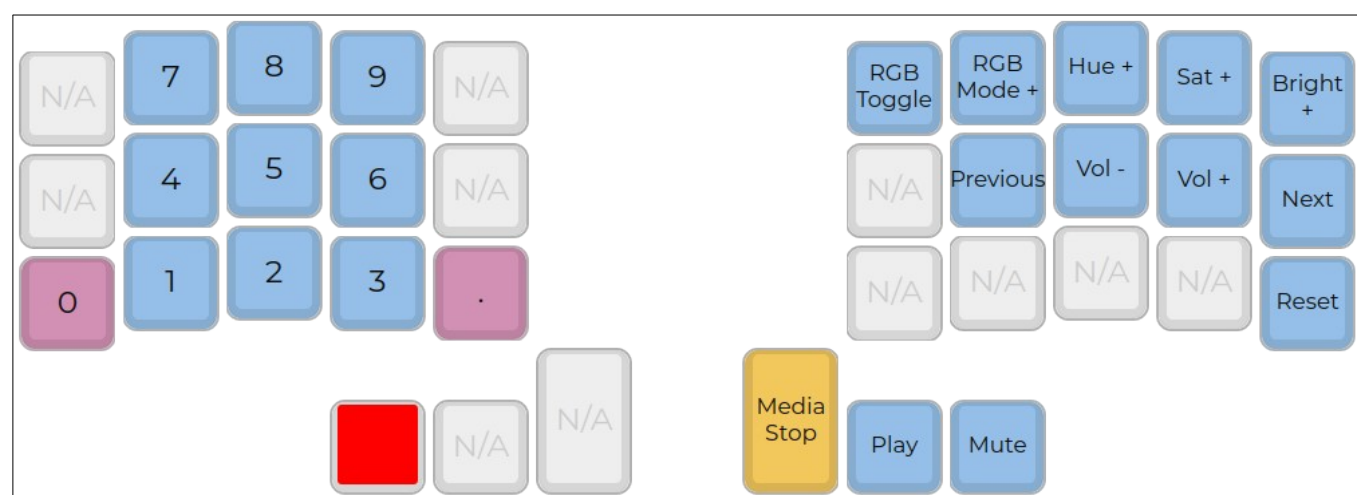 N/A 7 8 9 N/A RGB Toggle RGB Mode + Hue + Sat + Bright +
N/A 4 5 6 N/A N/A Previous Vol - Vol + Next
0 1 2 3 . N/A N/A N/A N/A Reset
N/A N/A Media Stop Play Mute